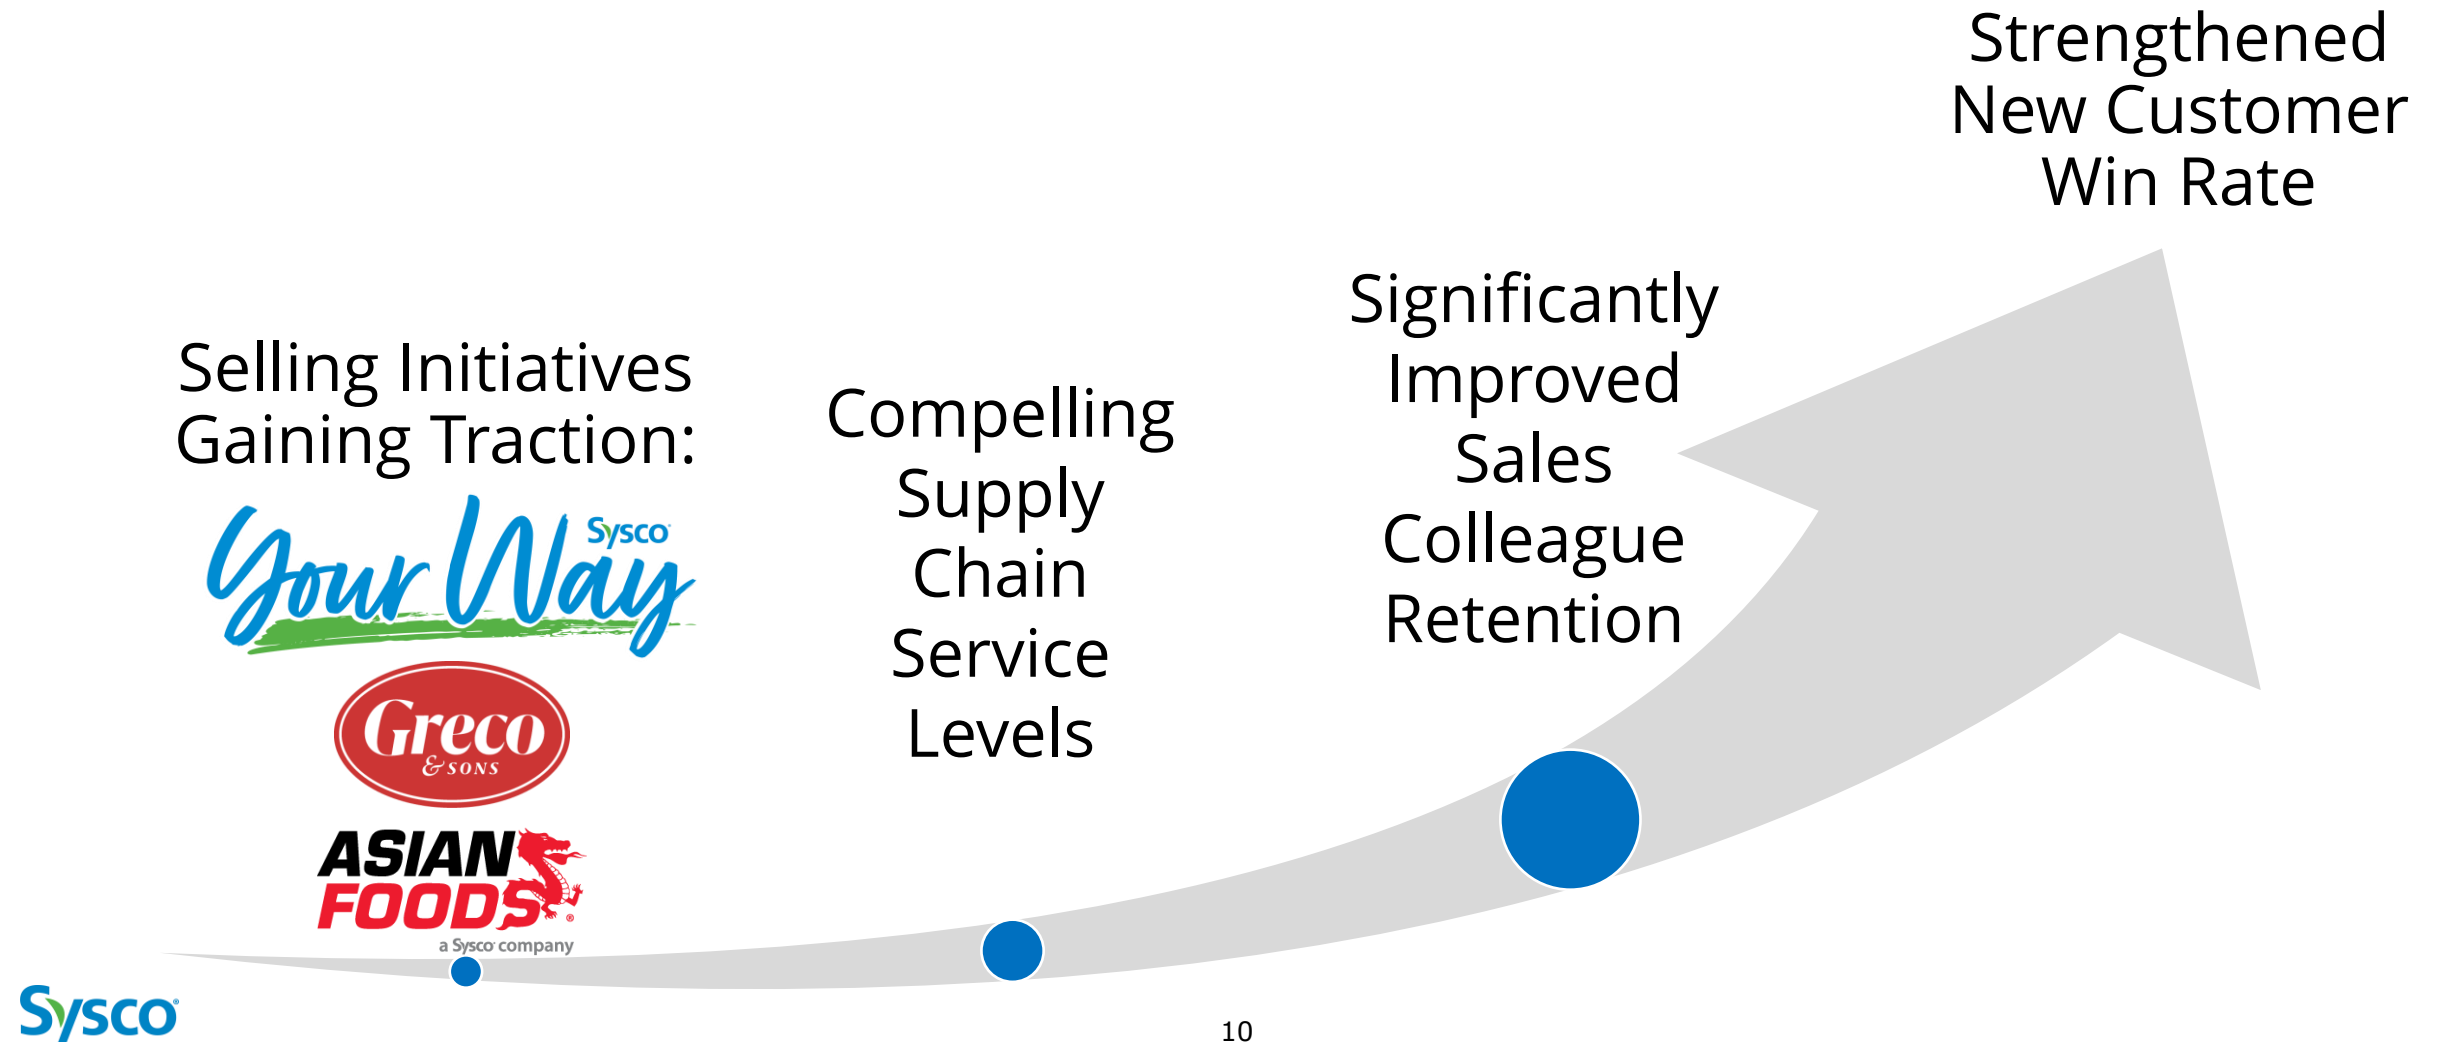 Strengthened
New Customer
Win Rate
Significantly
Improved
Sales
Colleague
Retention
Selling Initiatives
Gaining Traction:
Compelling
Supply
Chain
Service
Levels
Sysco
Your Way
Greco
& SONS
ASIAN
FOODS®
a Sysco company
Sysco
10